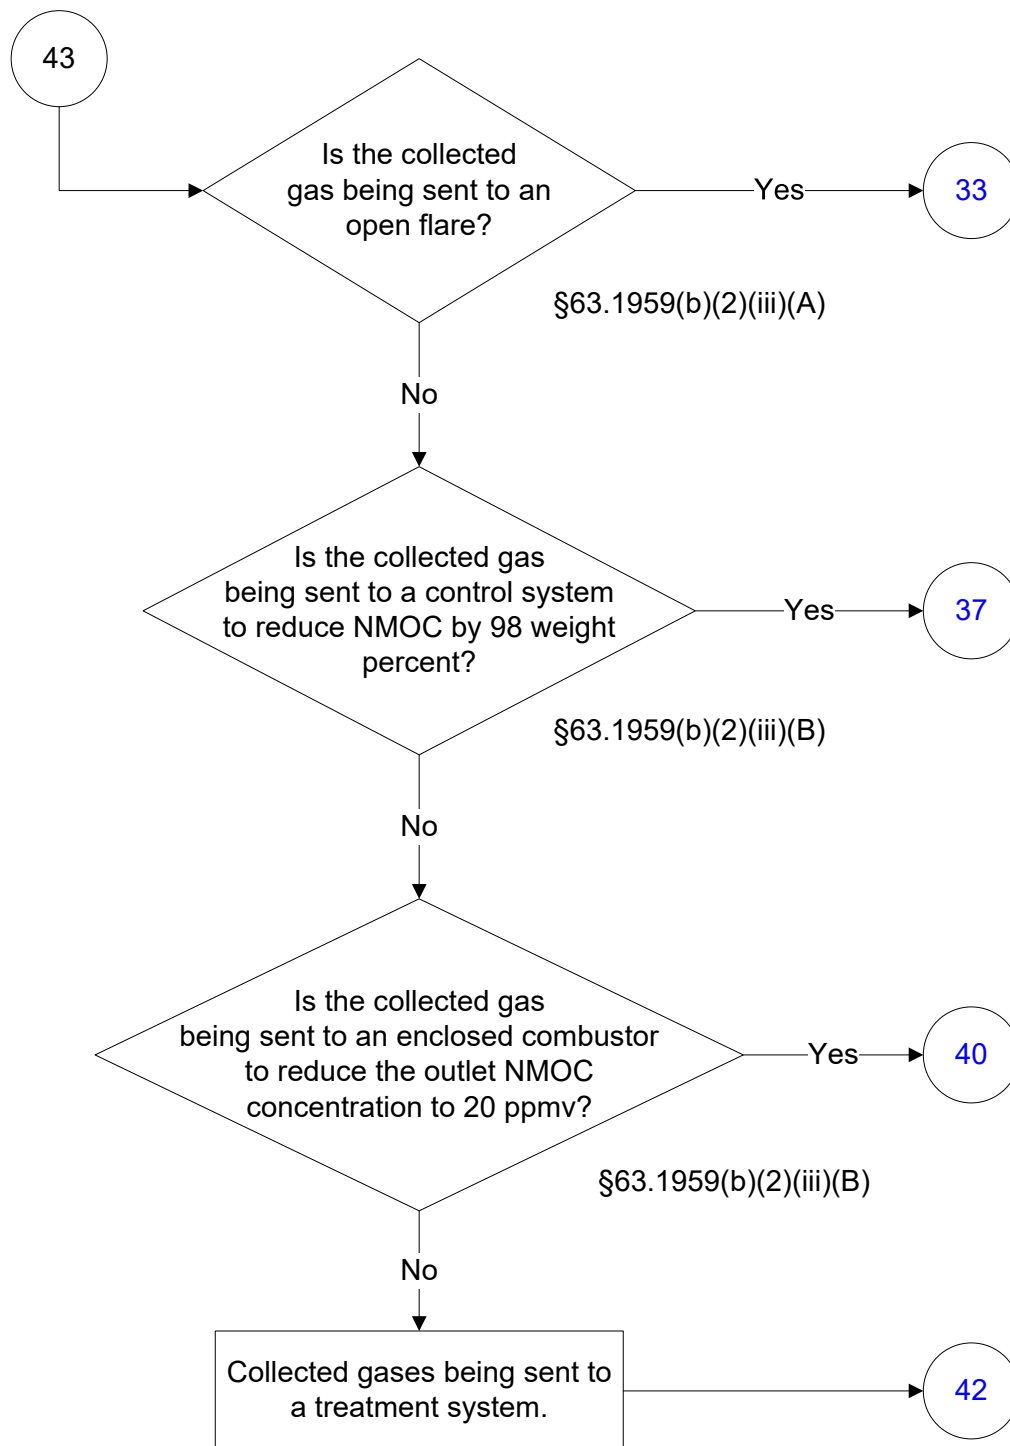 43
Is the collected
gas being sent to an
open flare?
Yes
33
§63.1959(b)(2)(iii)(A)
No
Is the collected gas
being sent to a control system
to reduce NMOC by 98 weight
percent?
Yes
37
§63.1959(b)(2)(iii)(B)
No
Is the collected gas
being sent to an enclosed combustor
to reduce the outlet NMOC
concentration to 20 ppmv?
Yes
40
§63.1959(b)(2)(iii)(B)
No
Collected gases being sent to
a treatment system.
42